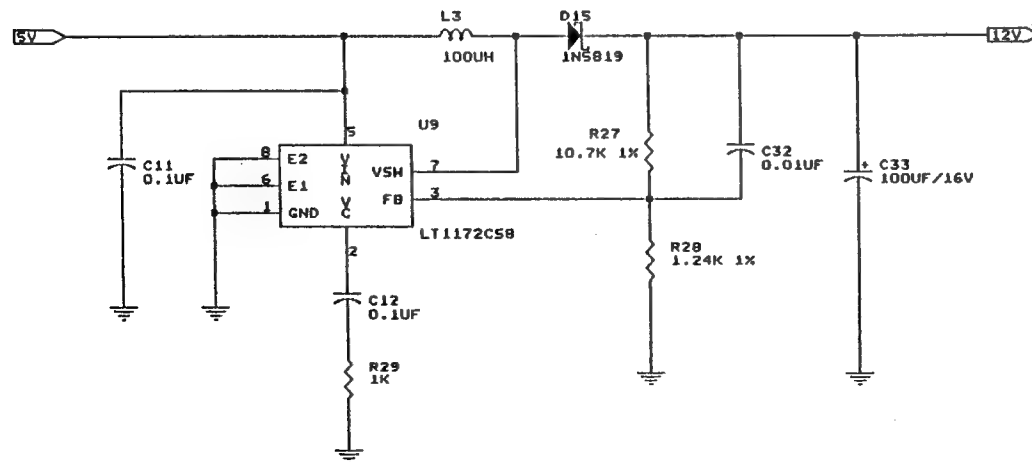 L3
D15
5V
12V
100UH
1N5819
5
U9
R27
10.7K 1%
C32
0.01UF
C11
0.1UF
8
E2
VIN
VSW
7
C33
+
100UF/16V
6
E1
1
GND
VC
FB
3
LT1172CS8
R28
1.24K 1%
2
C12
0.1UF
R29
1K